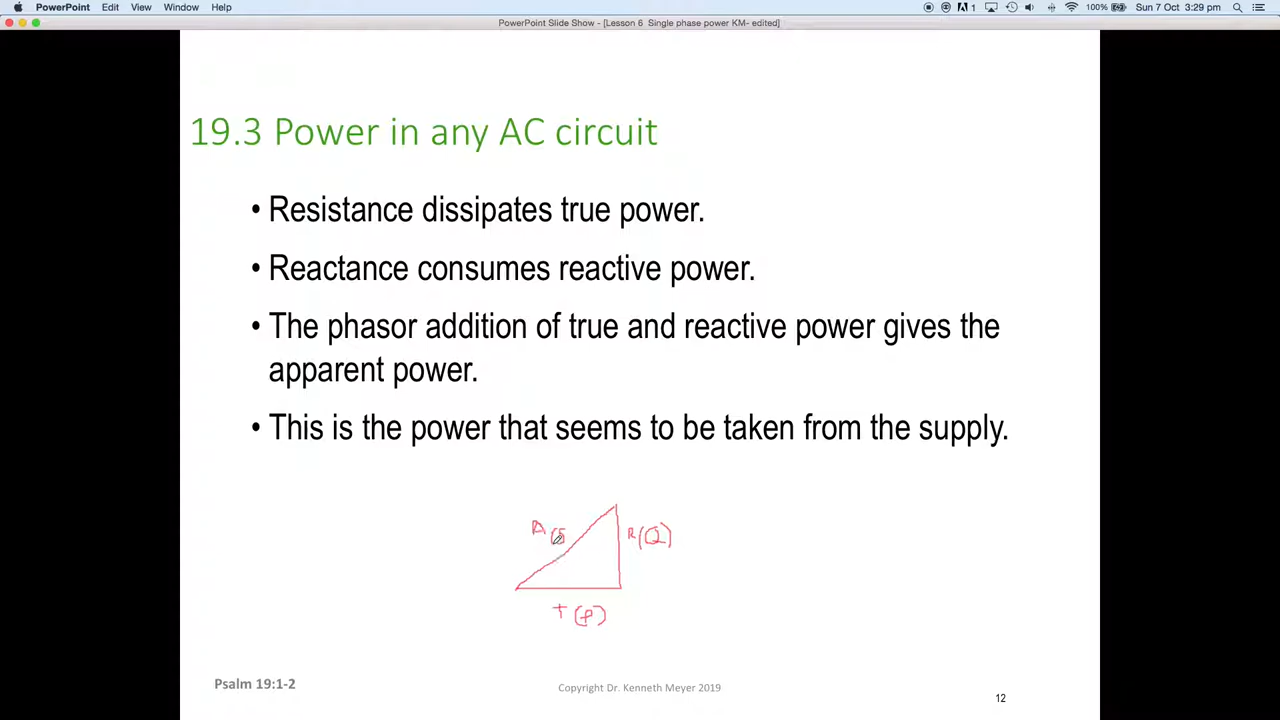 PowerPoint Edit View Window Help
1 100% Sun 7 Oct 3:29 pm
PowerPoint Slide Show - [Lesson 6 Single phase power KM- edited]
19.3 Power in any AC circuit
• Resistance dissipates true power.
• Reactance consumes reactive power.
• The phasor addition of true and reactive power gives the
apparent power.
• This is the power that seems to be taken from the supply.
A (S
R (Q)
T (P)
Psalm 19:1-2
Copyright Dr. Kenneth Meyer 2019
12